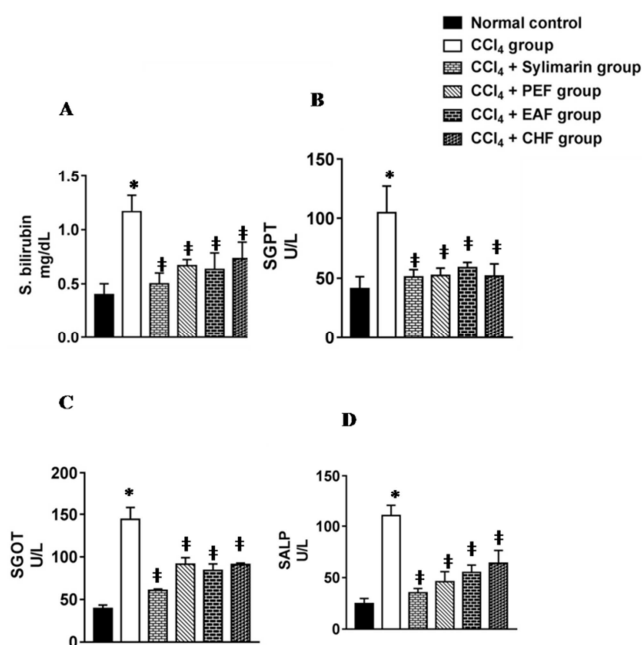 Normal control
CCl₄ group
CCl₄ + Sylimarin group
CCl₄ + PEF group
CCl₄ + EAF group
CCl₄ + CHF group
A
S. bilirubin
mg/dL
1.5
1.0
0.5
0.0
*
ǂ
ǂ
ǂ
ǂ
B
SGPT
U/L
150
100
50
0
*
ǂ
ǂ
ǂ
ǂ
C
SGOT
U/L
200
150
100
50
0
*
ǂ
ǂ
ǂ
ǂ
D
SALP
U/L
150
100
50
0
*
ǂ
ǂ
ǂ
ǂ